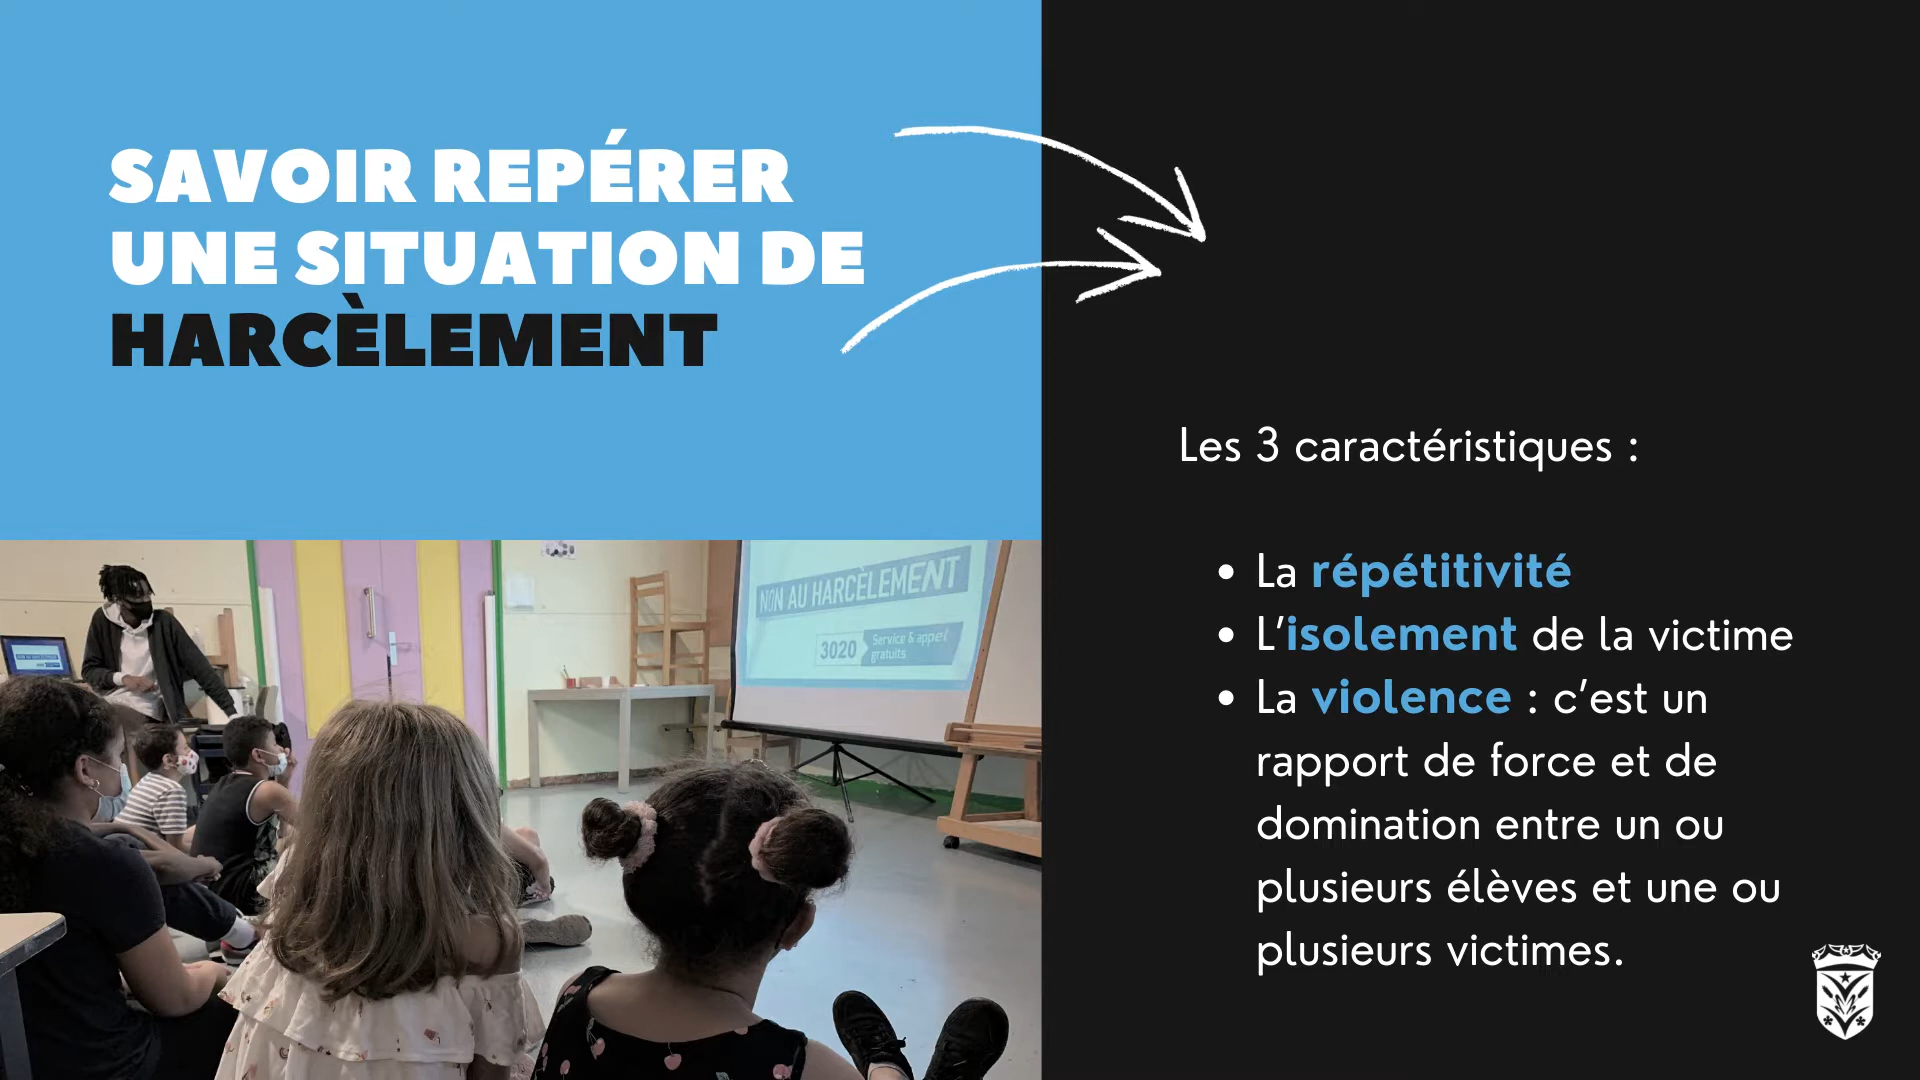 SAVOIR REPÉRER
UNE SITUATION DE
HARCÈLEMENT
Les 3 caractéristiques :
• La répétitivité
• L’isolement de la victime
• La violence : c’est un
rapport de force et de
domination entre un ou
plusieurs élèves et une ou
plusieurs victimes.
NON AU HARCÈLEMENT
3020 Service & appel
gratuits